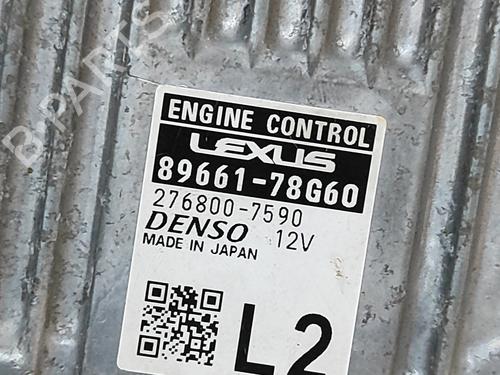 B-PARTS
ENGINE CONTROL
LEXUS
89661-78G60
276800-7590
DENSO 12V
MADE IN JAPAN
L2